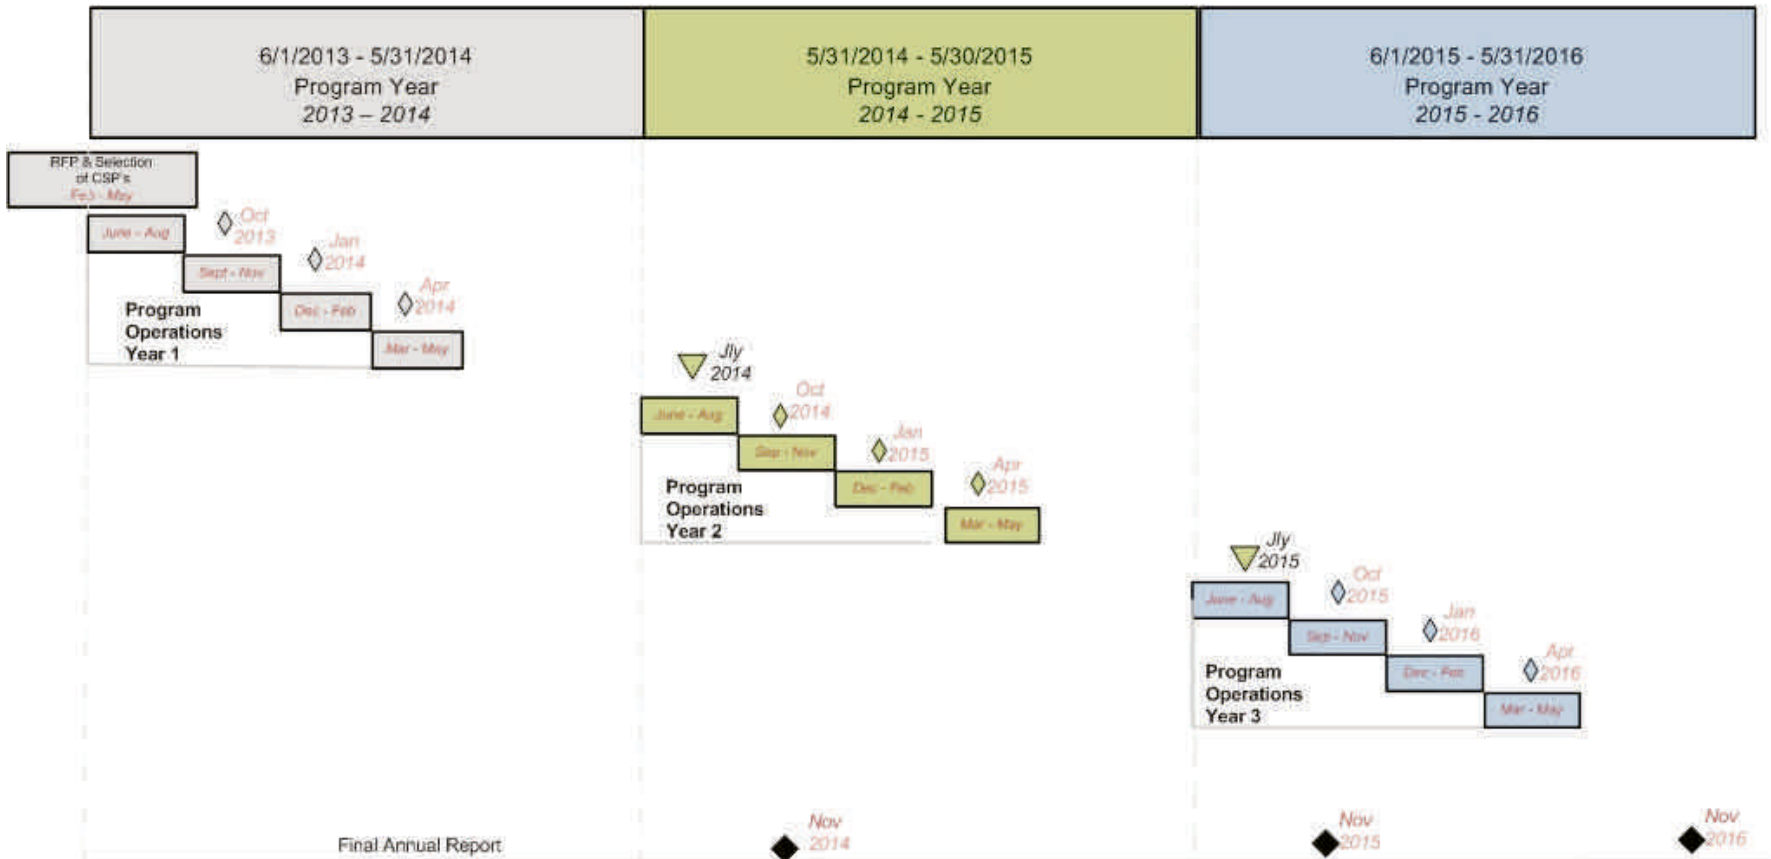 6/1/2013 - 5/31/2014
Program Year
2013 – 2014
5/31/2014 - 5/30/2015
Program Year
2014 - 2015
6/1/2015 - 5/31/2016
Program Year
2015 - 2016
RFP & Selection
of CSP's
Feb - May
June - Aug
Oct
2013
Sept - Nov
Jan
2014
Dec - Feb
Apr
2014
Mar - May
Program
Operations
Year 1
Jly
2014
June - Aug
Oct
2014
Sep - Nov
Jan
2015
Dec - Feb
Apr
2015
Mar - May
Program
Operations
Year 2
Jly
2015
June - Aug
Oct
2015
Sep - Nov
Jan
2016
Dec - Feb
Apr
2016
Mar - May
Program
Operations
Year 3
Final Annual Report
Nov
2014
Nov
2015
Nov
2016